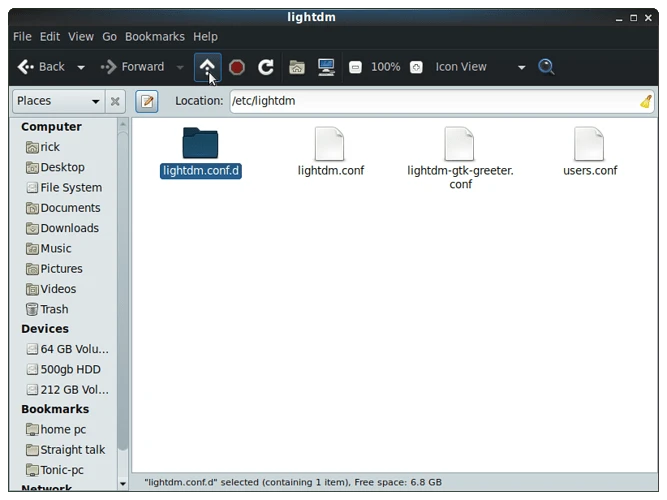 lightdm
File Edit View Go Bookmarks Help
Back Forward 100% Icon View
Places Location: /etc/lightdm
Computer
rick
Desktop
File System
Documents
Downloads
Music
Pictures
Videos
Trash
Devices
64 GB Volu...
500gb HDD
212 GB Vol...
Bookmarks
home pc
Straight talk
Tonic-pc
Network
lightdm.conf.d
lightdm.conf
lightdm-gtk-greeter.
conf
users.conf
"lightdm.conf.d" selected (containing 1 item), Free space: 6.8 GB